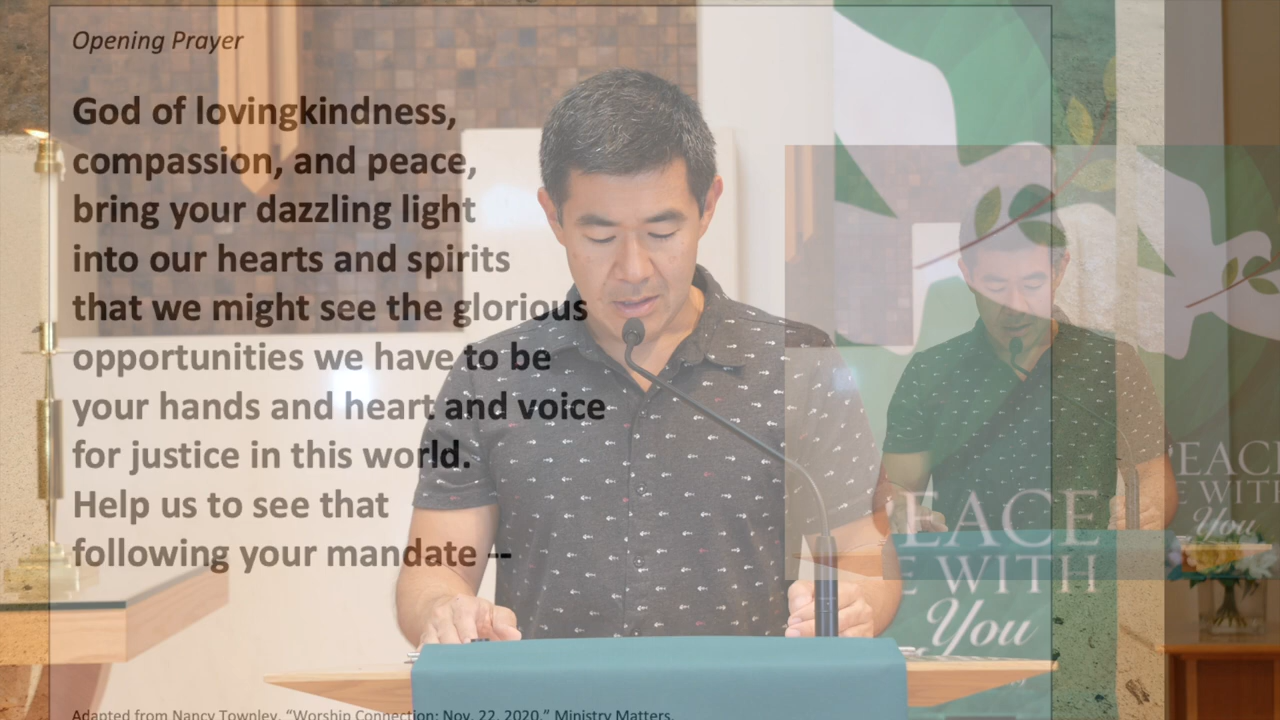 Opening Prayer
God of lovingkindness,
compassion, and peace,
bring your dazzling light
into our hearts and spirits
that we might see the glorious
opportunities we have to be
your hands and heart and voice
for justice in this world.
Help us to see that
following your mandate --
Adapted from Nancy Townley, “Worship Connection: Nov. 22, 2020,” Ministry Matters.
EACE
E WITH
You
EACE
E WITH
You